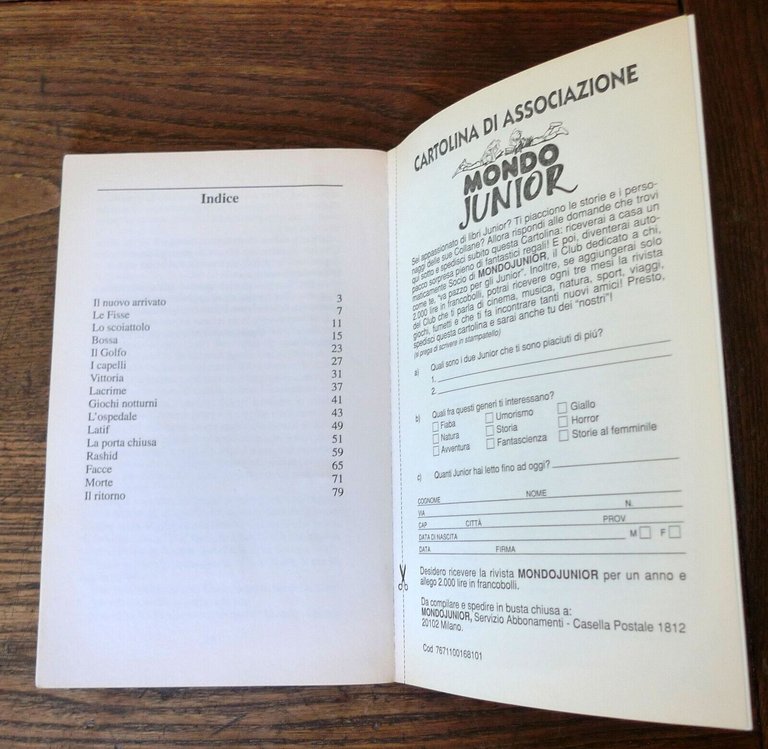 Indice
Il nuovo arrivato 3
Le Fisse 7
Lo scoiattolo 11
Bossa 15
Il Golfo 23
I capelli 27
Vittoria 31
Lacrime 37
Giochi notturni 41
L'ospedale 43
Latif 49
La porta chiusa 51
Rashid 59
Facce 65
Morte 71
Il ritorno 79
CARTOLINA DI ASSOCIAZIONE
MONDO
JUNIOR
Sei appassionato di libri Junior? Ti piacciono le storie e i perso-
naggi delle sue Collane? Allora rispondi alle domande che trovi
qui sotto e spedisci subito questa Cartolina: riceverai a casa un
pacco sorpresa pieno di fantastici regali! E poi, diventerai auto-
maticamente Socio di MONDOJUNIOR, il Club dedicato a chi,
come te, "va pazzo per gli Junior". Inoltre, se aggiungerai solo
2.000 lire in francobolli, potrai ricevere ogni tre mesi la rivista
del Club che ti parla di cinema, musica, natura, sport, viaggi,
giochi, fumetti e che ti fa incontrare tanti nuovi amici! Presto,
spedisci questa cartolina e sarai anche tu dei "nostri"!
(si prega di scrivere in stampatello)
a) Quali sono i due Junior che ti sono piaciuti di più?
1.
2.
b) Quali fra questi generi ti interessano?
Fiaba Umorismo Giallo
Natura Storia Horror
Avventura Fantascienza Storie al femminile
c) Quanti Junior hai letto fino ad oggi?
COGNOME NOME
VIA N.
CAP CITTÀ PROV
DATA DI NASCITA M F
DATA FIRMA
Desidero ricevere la rivista MONDOJUNIOR per un anno e
allego 2.000 lire in francobolli.
Da compilare e spedire in busta chiusa a:
MONDOJUNIOR, Servizio Abbonamenti - Casella Postale 1812
20102 Milano.
Cod 7671100168101